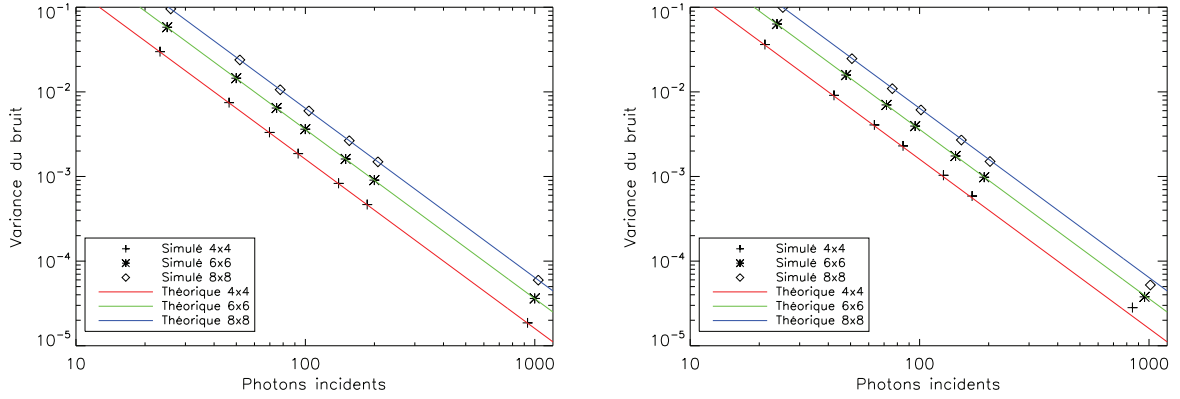 10⁻¹
10⁻²
10⁻³
10⁻⁴
10⁻⁵
Variance du bruit
Simulé 4x4
Simulé 6x6
Simulé 8x8
Théorique 4x4
Théorique 6x6
Théorique 8x8
10 100 1000
Photons incidents
10⁻¹
10⁻²
10⁻³
10⁻⁴
10⁻⁵
Variance du bruit
Simulé 4x4
Simulé 6x6
Simulé 8x8
Théorique 4x4
Théorique 6x6
Théorique 8x8
10 100 1000
Photons incidents